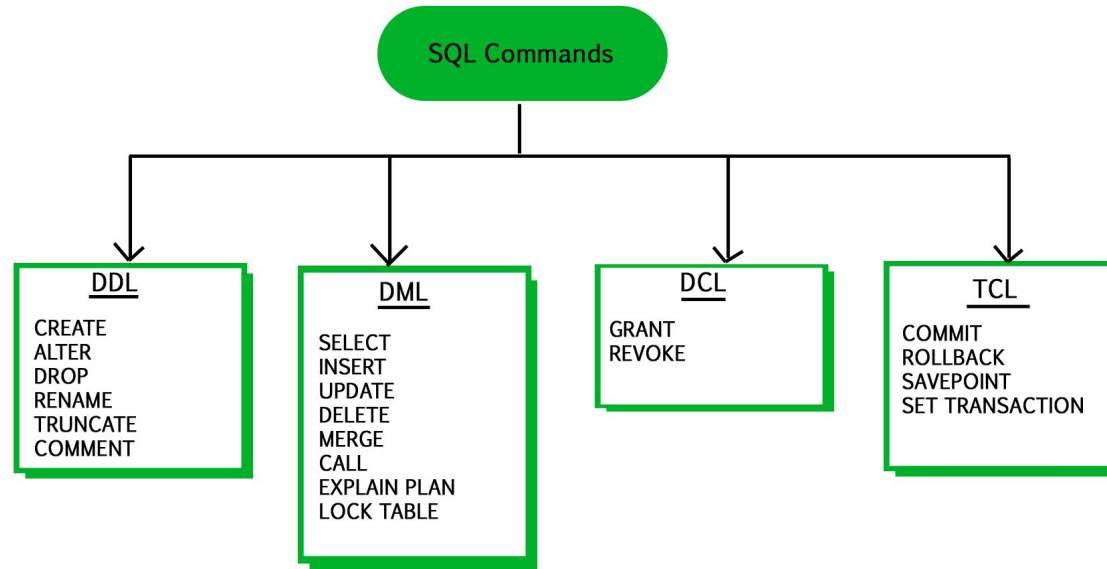 SQL Commands
DDL
CREATE
ALTER
DROP
RENAME
TRUNCATE
COMMENT
DML
SELECT
INSERT
UPDATE
DELETE
MERGE
CALL
EXPLAIN PLAN
LOCK TABLE
DCL
GRANT
REVOKE
TCL
COMMIT
ROLLBACK
SAVEPOINT
SET TRANSACTION